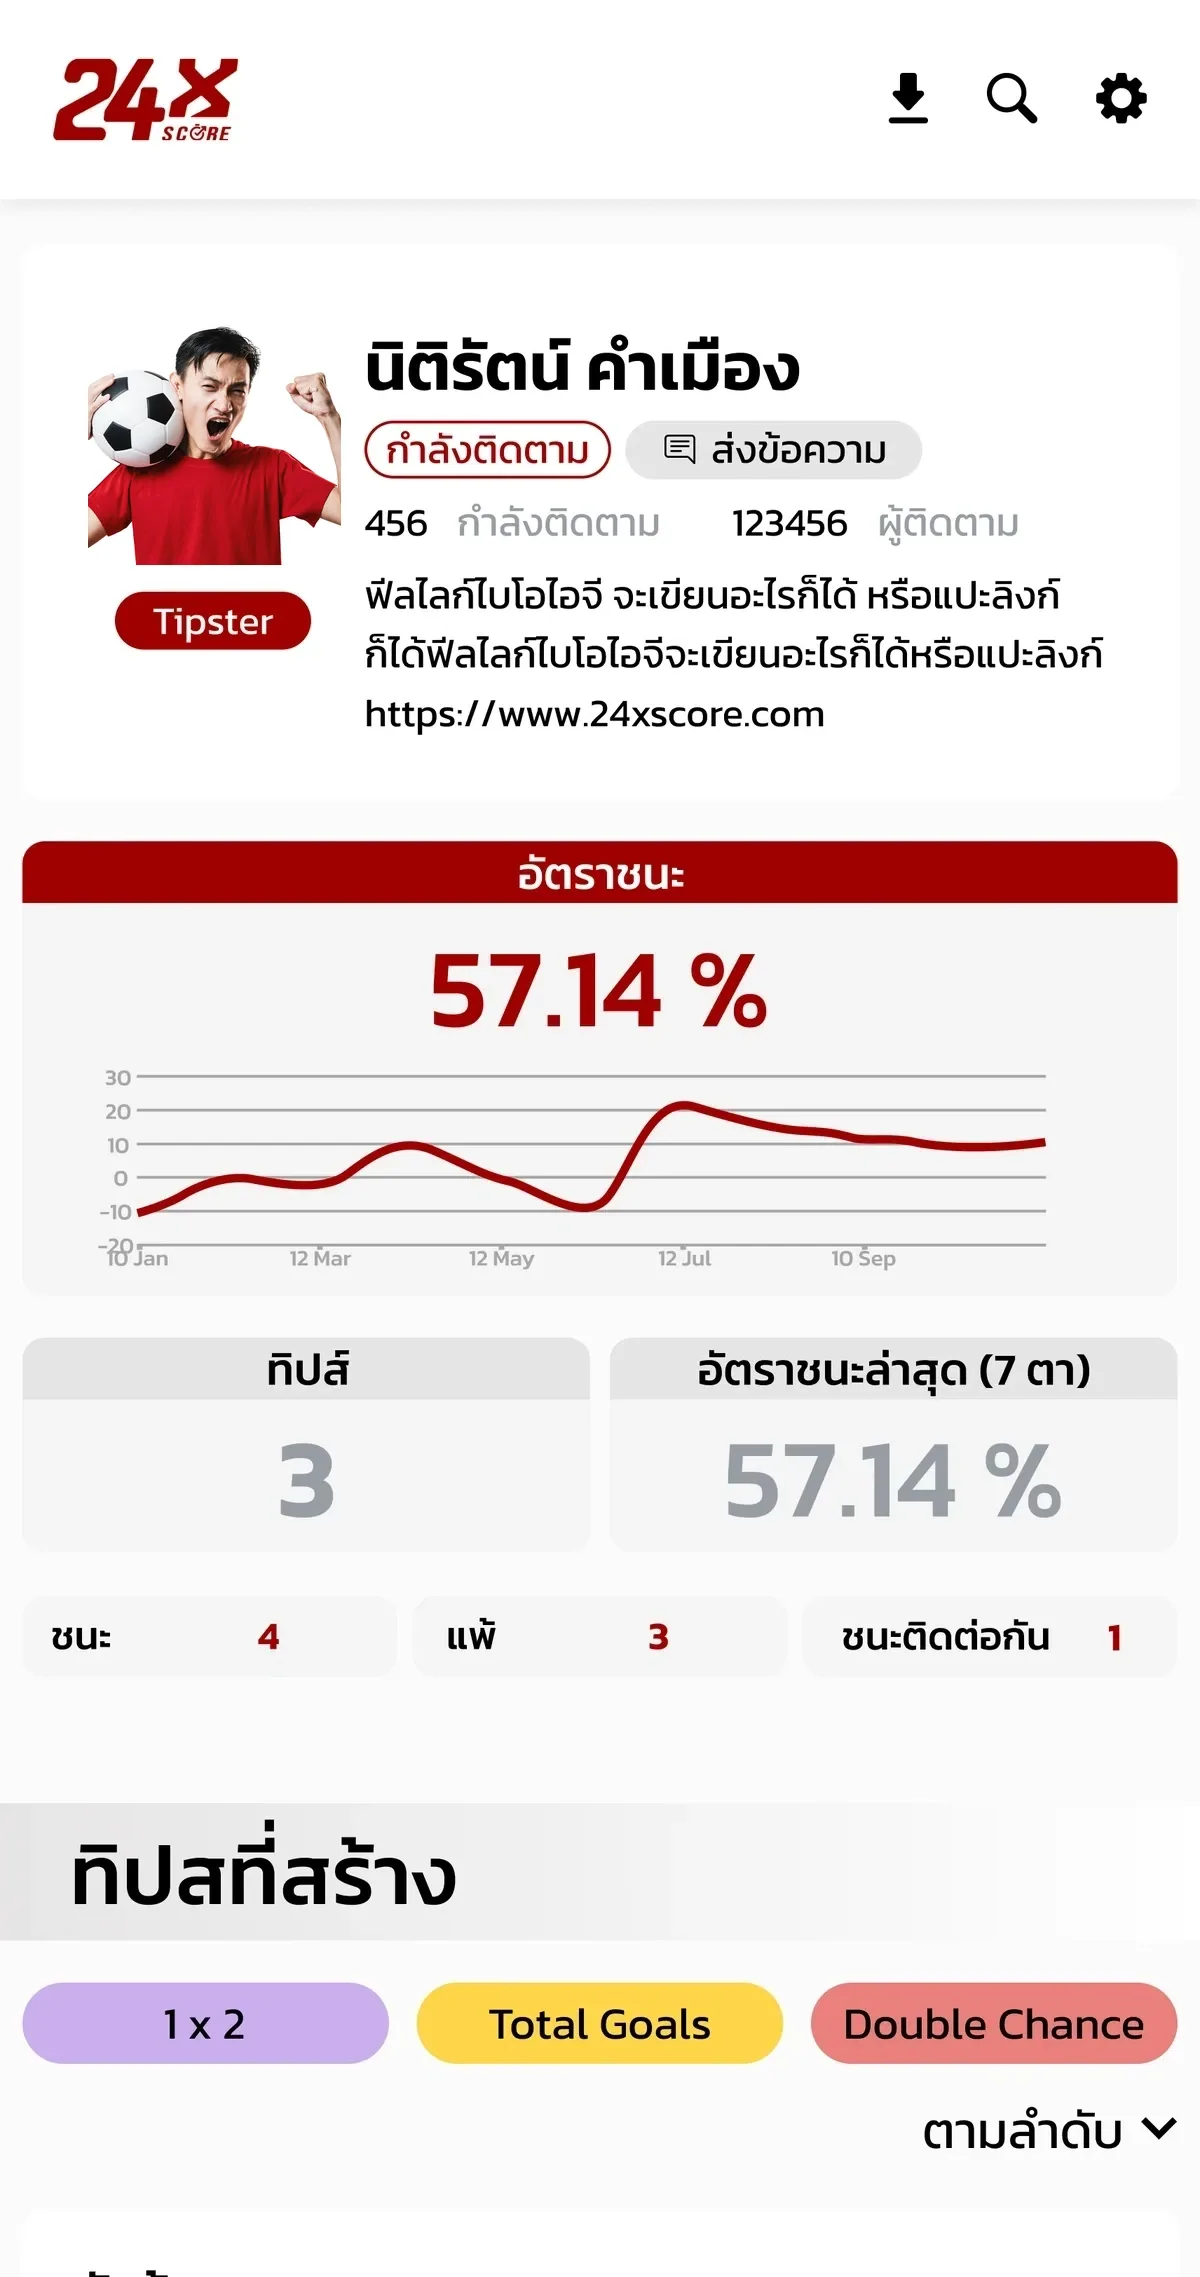 24X
SCORE
นิติรัตน์ คำเมือง
กำลังติดตาม ส่งข้อความ
456 กำลังติดตาม 123456 ผู้ติดตาม
Tipster
ฟีลไลก์ไบโอไอจี จะเขียนอะไรก็ได้ หรือแปะลิงก์
ก็ได้ฟีลไลก์ไบโอไอจีจะเขียนอะไรก็ได้หรือแปะลิงก์
https://www.24xscore.com
อัตราชนะ
57.14 %
30
20
10
0
-10
-20
10 Jan 12 Mar 12 May 12 Jul 10 Sep
ทิปส์ อัตราชนะล่าสุด (7 ตา)
3 57.14 %
ชนะ 4 แพ้ 3 ชนะติดต่อกัน 1
ทิปสที่สร้าง
1 x 2 Total Goals Double Chance
ตามลำดับ